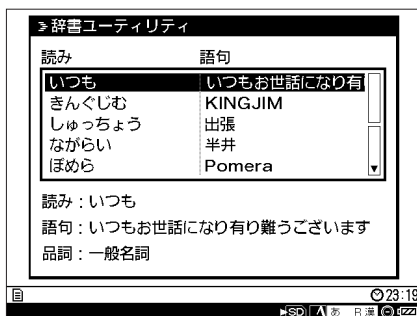 辞書ユーティリティ
読み 語句
いつも いつもお世話になり有
きんぐじむ KINGJIM
しゅっちょう 出張
ながらい 半井
ぽめら Pomera
読み：いつも
語句：いつもお世話になり有り難うございます
品詞：一般名詞
23:19
SD あ R漢